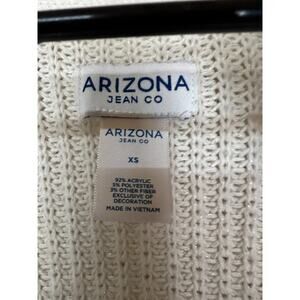 ARIZONA
JEAN CO
ARIZONA
JEAN CO
XS
92% ACRYLIC
5% POLYESTER
3% OTHER FIBER
EXCLUSIVE OF
DECORATION
MADE IN VIETNAM